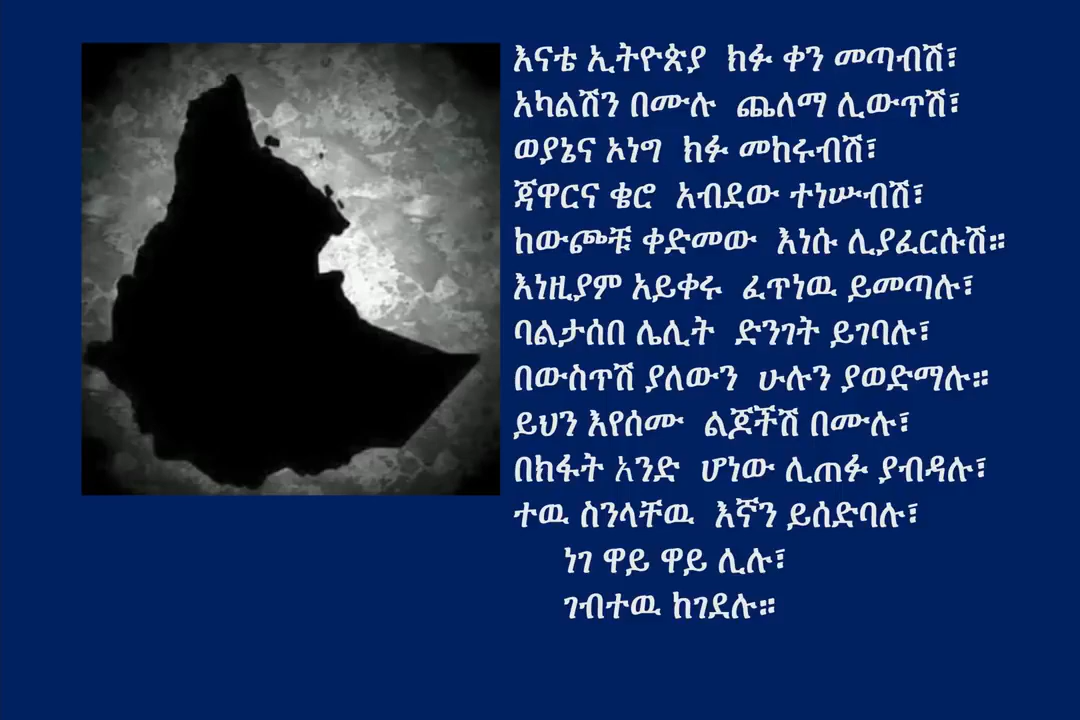 እናቴ ኢትዮጵያ ክፉ ቀን መጣብሽ፣
አካልሽን በሙሉ ጨለማ ሊውጥሽ፣
ወያኔና ኦነግ ክፉ መከሩብሽ፣
ጃዋርና ቄሮ አብደው ተነሡብሽ፣
ከውጮቹ ቀድመው እነሱ ሊያፈርሱሽ።
እነዚያም አይቀሩ ፈጥነዉ ይመጣሉ፣
ባልታሰበ ሌሊት ድንገት ይገባሉ፣
በውስጥሽ ያለውን ሁሉን ያወድማሉ።
ይህን እየሰሙ ልጆችሽ በሙሉ፣
በክፋት አንድ ሆነው ሊጠፉ ያብዳሉ፣
ተዉ ስንላቸዉ እኛን ይሰድባሉ፣
ነገ ዋይ ዋይ ሊሉ፣
ገብተዉ ከገደሉ።